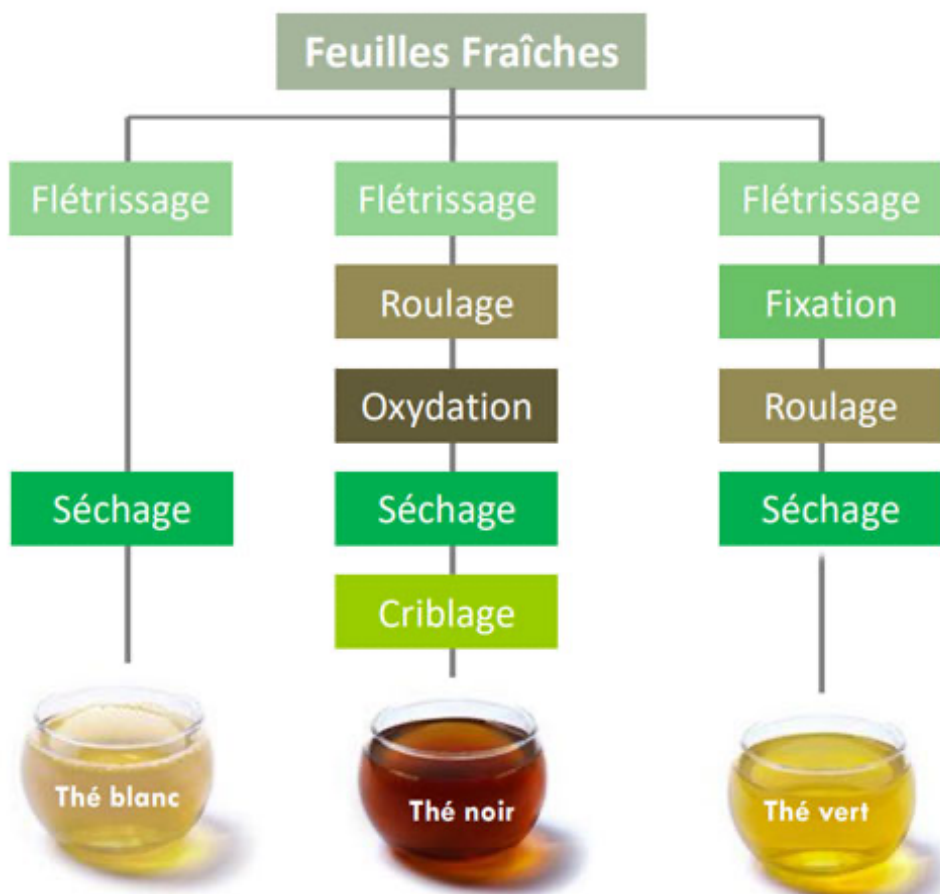 Feuilles Fraîches
Flétrissage
Séchage
Thé blanc
Flétrissage
Roulage
Oxydation
Séchage
Criblage
Thé noir
Flétrissage
Fixation
Roulage
Séchage
Thé vert